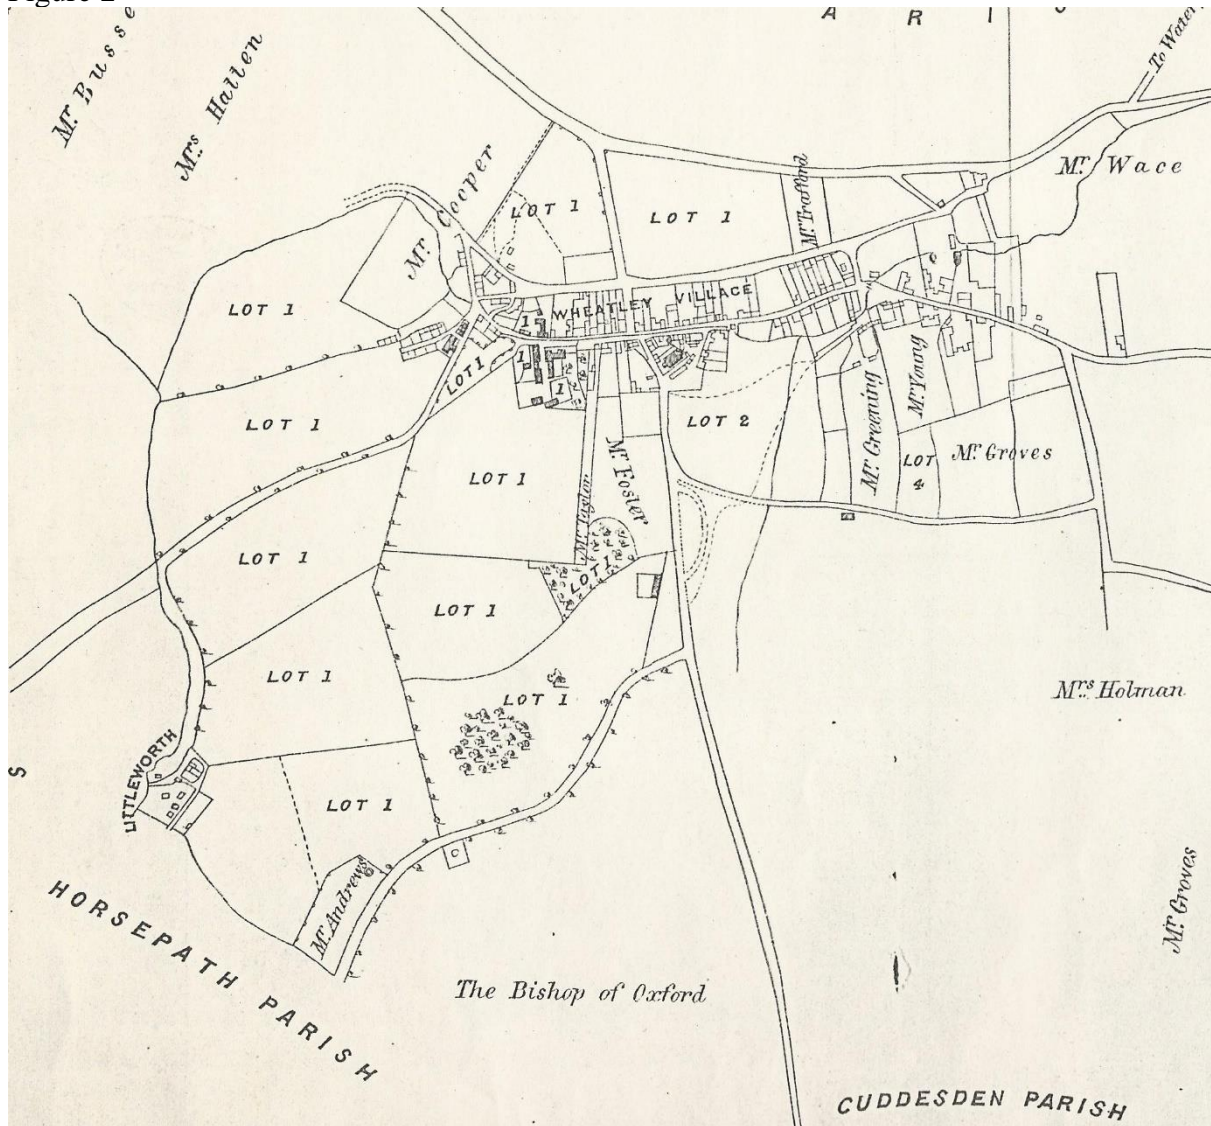 A R I
Mr. Busse
Mrs Hallen
To Water
Mr. Cooper
LOT 1
LOT 1
Mr. Trafford
Mr. Wace
LOT 1
WHEATLEY VILLAGE
1
1
LOT 1
1
LOT 1
LOT 2
Mr. Greening
Mr. Young
LOT 4
Mr. Groves
LOT 1
Mr. Taylor
Mr. Foster
LOT 1
LOT 1
LOT 1
LOT 1
LOT 1
Mrs. Holman
S
LITTLEWORTH
LOT 1
C
Mr. Andrews
Mr. Groves
HORSEPATH PARISH
The Bishop of Oxford
CUDDESDEN PARISH